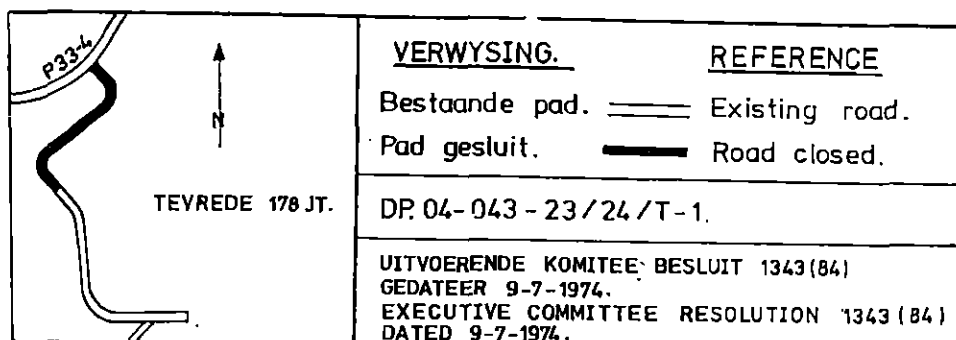 P33-4
N
TEVREDE 178 JT.
VERWYSING. REFERENCE
Bestaande pad. Existing road.
Pad gesluit. Road closed.
DP. 04-043-23/24/T-1.
UITVOERENDE KOMITEE BESLUIT 1343(84)
GEDATEER 9-7-1974.
EXECUTIVE COMMITTEE RESOLUTION 1343(84)
DATED 9-7-1974.